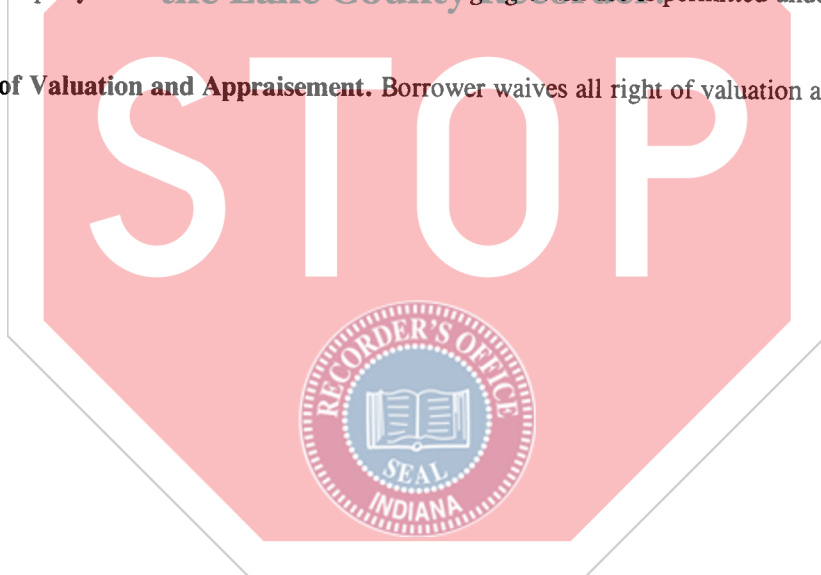 the Lake County Recorder!
permitted
of Valuation and Appraisement. Borrower waives all right of valuation a
STOP
RECORDER'S OFFICE
SEAL
INDIANA